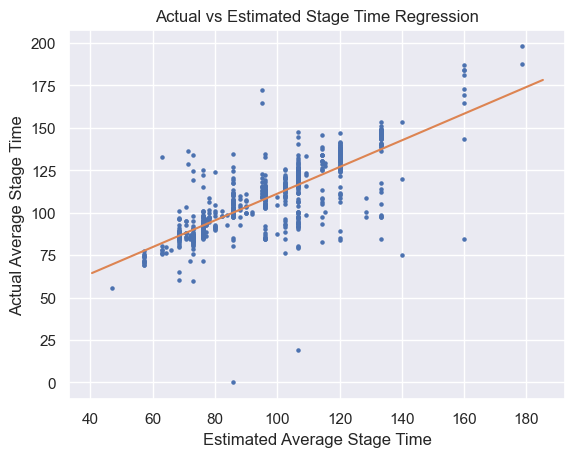 Actual vs Estimated Stage Time Regression
Actual Average Stage Time
200
175
150
125
100
75
50
25
0
40 60 80 100 120 140 160 180
Estimated Average Stage Time